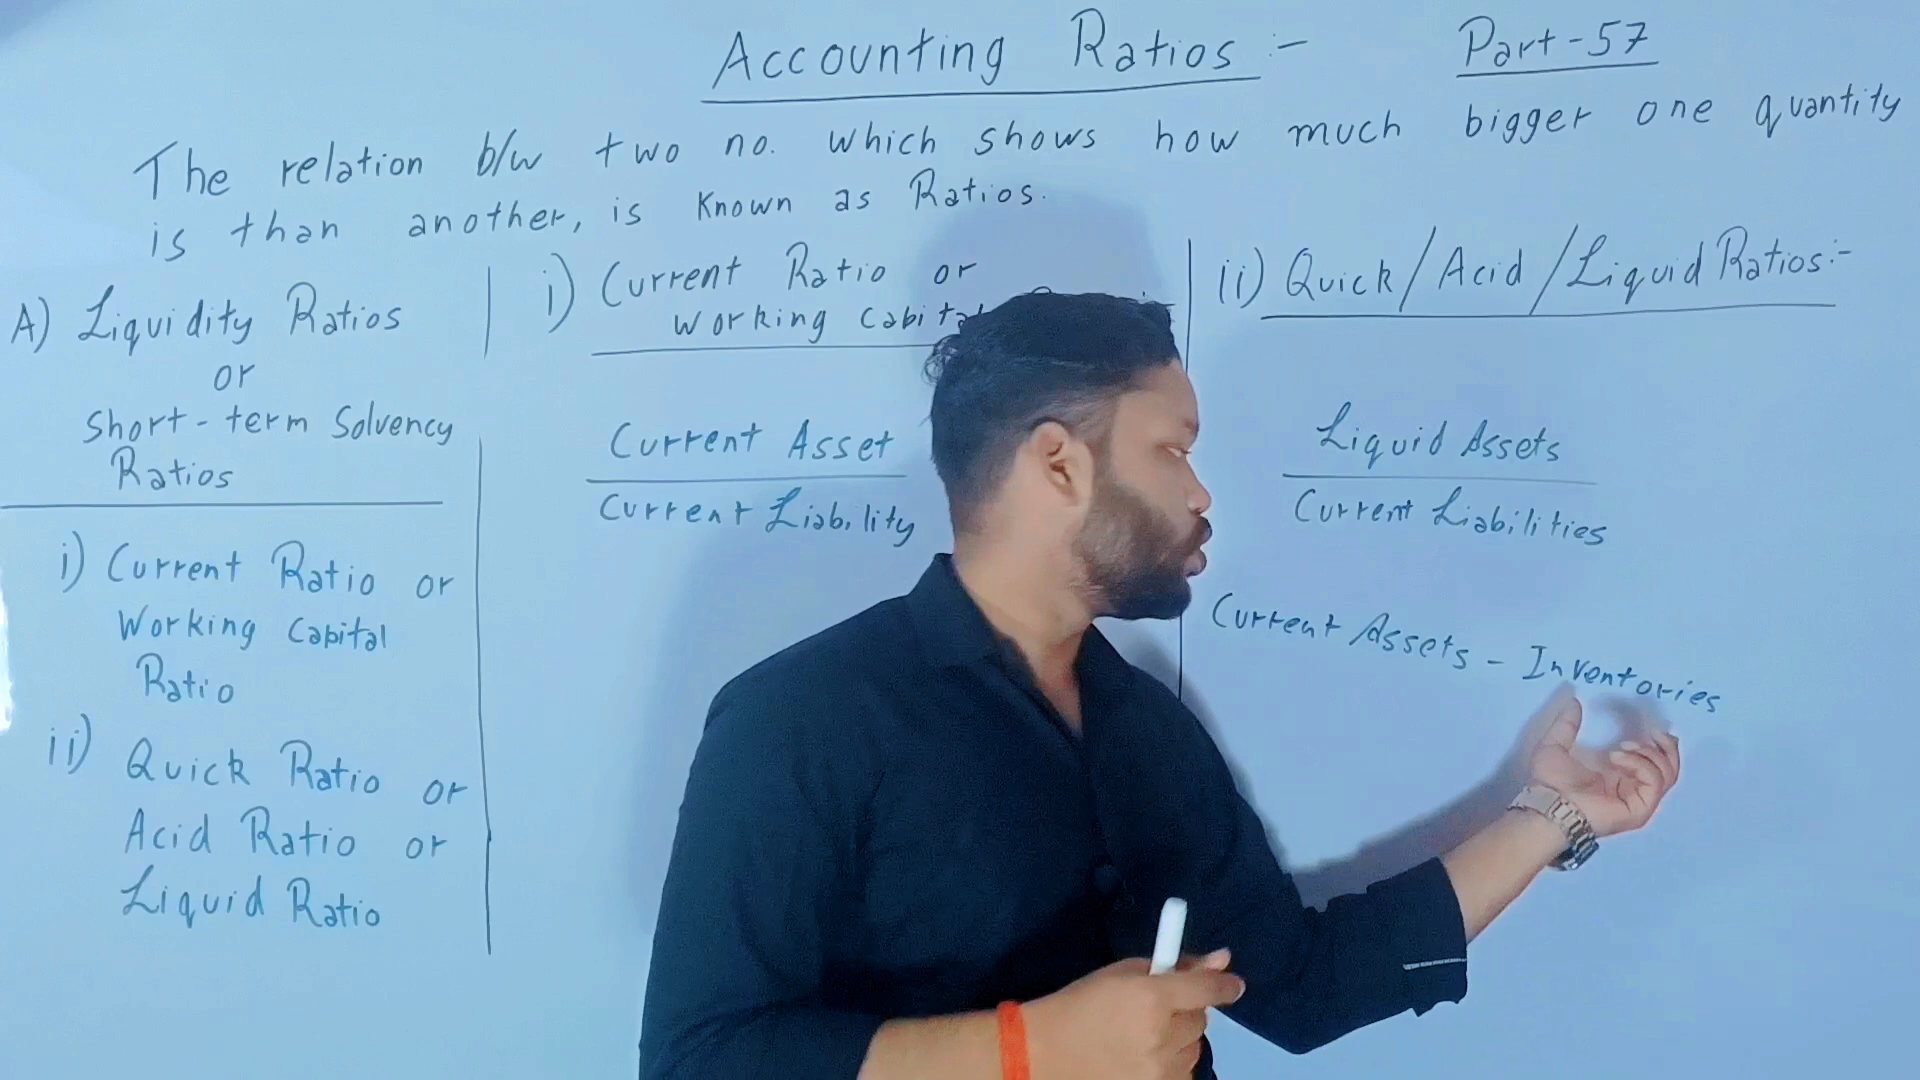 Accounting Ratios :-
Part-57
The relation b/w two no. which shows how much bigger one quantity
is than another, is Known as Ratios.
A) Liquidity Ratios
or
Short-term Solvency
Ratios
i) Current Ratio or
Working Capital
Ratio
ii) Quick Ratio or
Acid Ratio or
Liquid Ratio
i) Current Ratio or
Working Capital
Current Asset
Current Liability
ii) Quick/Acid/Liquid Ratios:-
Liquid Assets
Current Liabilities
Current Assets - Inventories